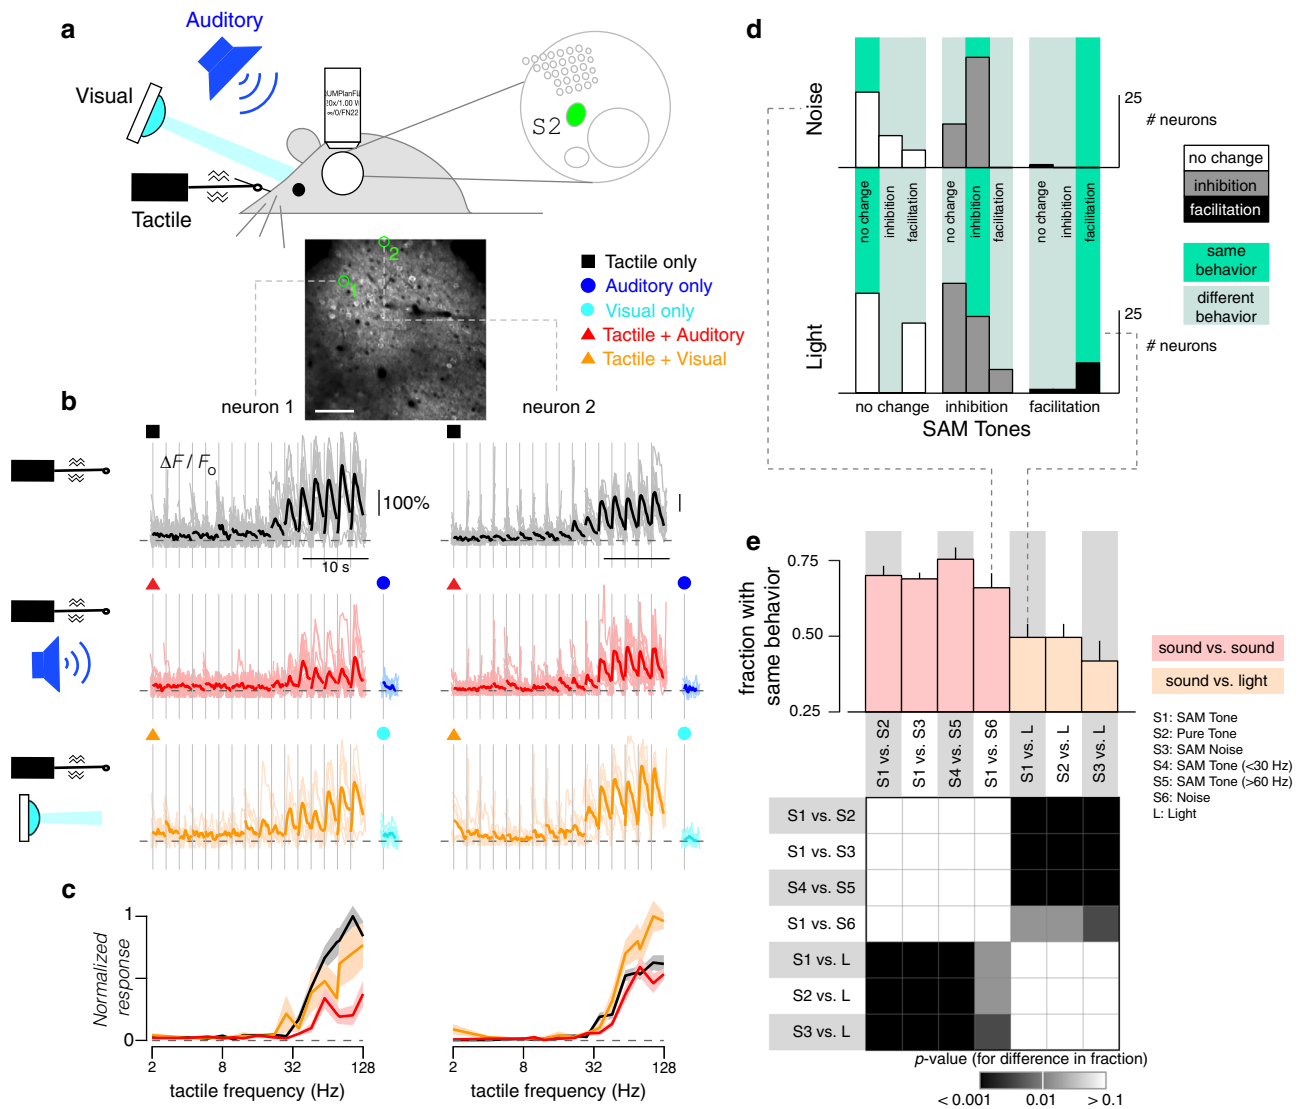 a
Auditory
Visual
Tactile
UMPlanFLI
20x/1.00 W
∞/0/FN22
S2
1
2
Tactile only
Auditory only
Visual only
Tactile + Auditory
Tactile + Visual
b
neuron 1
neuron 2
ΔF / Fo
100%
10 s
c
Normalized
response
1
0
2
8
32
128
tactile frequency (Hz)
2
8
32
128
tactile frequency (Hz)
d
Noise
25
# neurons
no change
inhibition
facilitation
no change
inhibition
facilitation
no change
inhibition
facilitation
Light
25
# neurons
no change
inhibition
facilitation
SAM Tones
no change
inhibition
facilitation
same
behavior
different
behavior
e
fraction with
same behavior
0.75
0.50
0.25
S1 vs. S2
S1 vs. S3
S4 vs. S5
S1 vs. S6
S1 vs. L
S2 vs. L
S3 vs. L
sound vs. sound
sound vs. light
S1: SAM Tone
S2: Pure Tone
S3: SAM Noise
S4: SAM Tone (<30 Hz)
S5: SAM Tone (>60 Hz)
S6: Noise
L: Light
S1 vs. S2
S1 vs. S3
S4 vs. S5
S1 vs. S6
S1 vs. L
S2 vs. L
S3 vs. L
p-value (for difference in fraction)
< 0.001
0.01
> 0.1